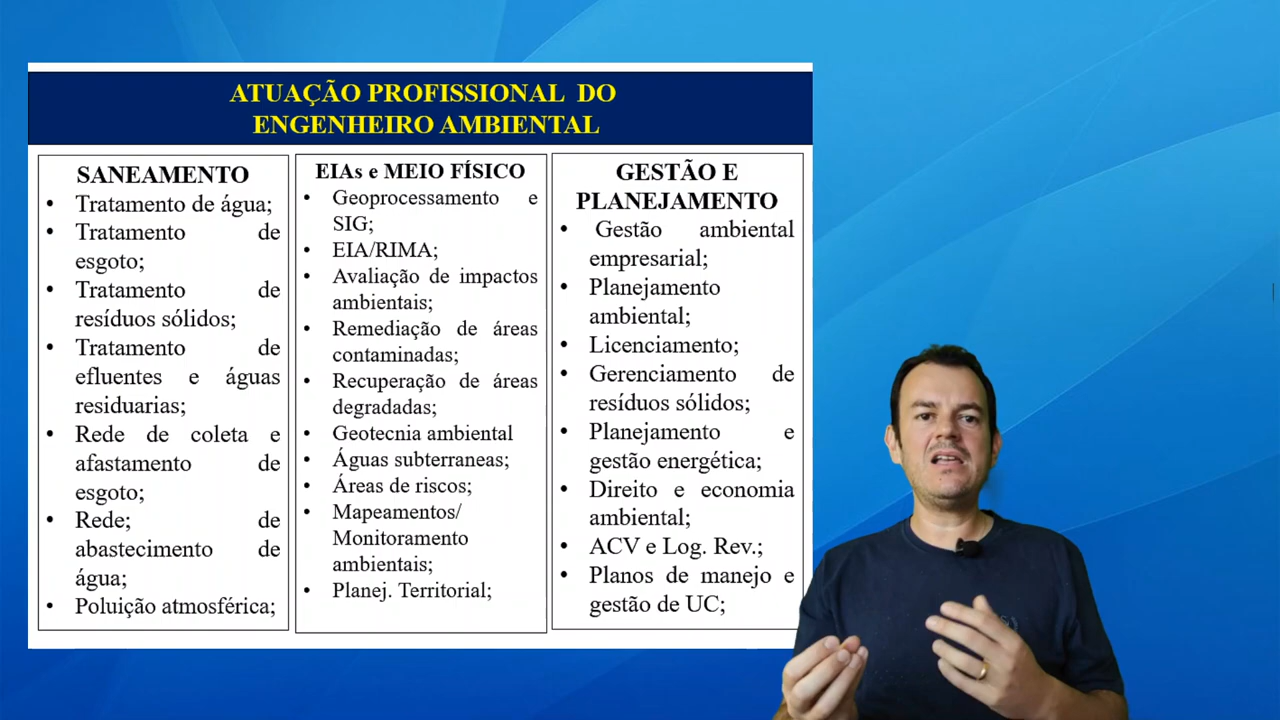 ATUAÇÃO PROFISSIONAL DO
ENGENHEIRO AMBIENTAL
SANEAMENTO
• Tratamento de água;
• Tratamento de
esgoto;
• Tratamento de
resíduos sólidos;
• Tratamento de
efluentes e águas
residuarias;
• Rede de coleta e
afastamento de
esgoto;
• Rede; de
abastecimento de
água;
• Poluição atmosférica;
EIAs e MEIO FÍSICO
• Geoprocessamento e
SIG;
• EIA/RIMA;
• Avaliação de impactos
ambientais;
• Remediação de áreas
contaminadas;
• Recuperação de áreas
degradadas;
• Geotecnia ambiental
• Águas subterraneas;
• Áreas de riscos;
• Mapeamentos/
Monitoramento
ambientais;
• Planej. Territorial;
GESTÃO E
PLANEJAMENTO
• Gestão ambiental
empresarial;
• Planejamento
ambiental;
• Licenciamento;
• Gerenciamento de
resíduos sólidos;
• Planejamento e
gestão energética;
• Direito e economia
ambiental;
• ACV e Log. Rev.;
• Planos de manejo e
gestão de UC;